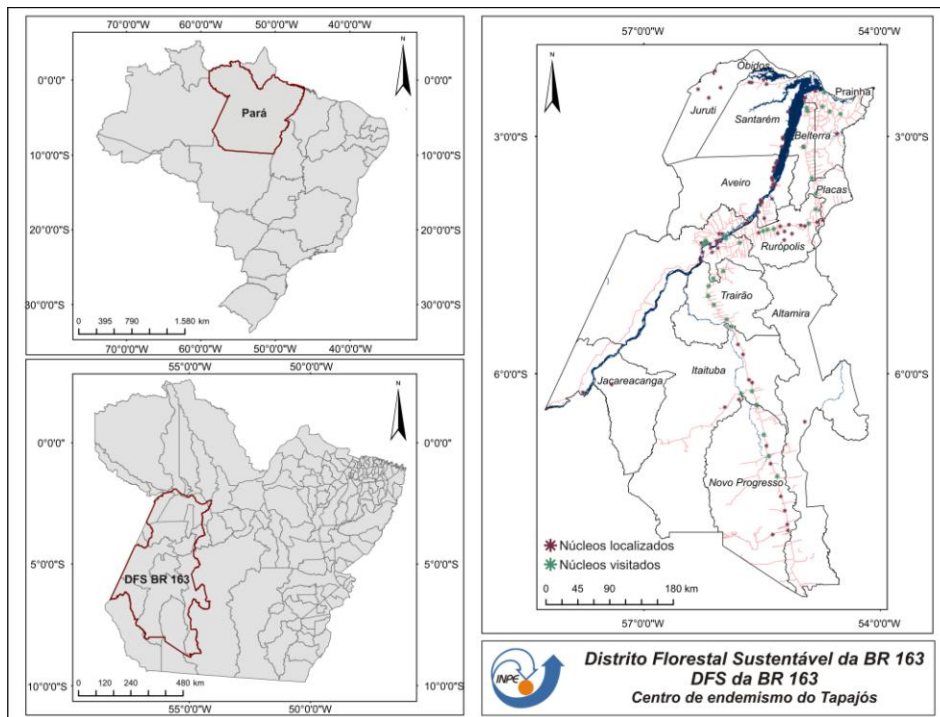 70°0'0"W 60°0'0"W 50°0'0"W 40°0'0"W
N
0°0'0" 0°0'0"
Pará
10°0'0"S 10°0'0"S
20°0'0"S 20°0'0"S
30°0'0"S 30°0'0"S
0 395 790 1.580 km
70°0'0"W 60°0'0"W 50°0'0"W 40°0'0"W
55°0'0"W 50°0'0"W
N
0°0'0" 0°0'0"
DFS BR 163
5°0'0"S 5°0'0"S
10°0'0"S 10°0'0"S
0 120 240 480 km
55°0'0"W 50°0'0"W
57°0'0"W 54°0'0"W
N
Óbidos
Prainha
Juruti
Santarém
Belterra
3°0'0"S 3°0'0"S
Aveiro
Placas
Rurópolis
Trairão
Altamira
Itaituba
6°0'0"S 6°0'0"S
Jaçareacanga
Novo Progresso
Núcleos localizados
Núcleos visitados
0 45 90 180 km
57°0'0"W 54°0'0"W
INPE
Distrito Florestal Sustentável da BR 163
DFS da BR 163
Centro de endemismo do Tapajós